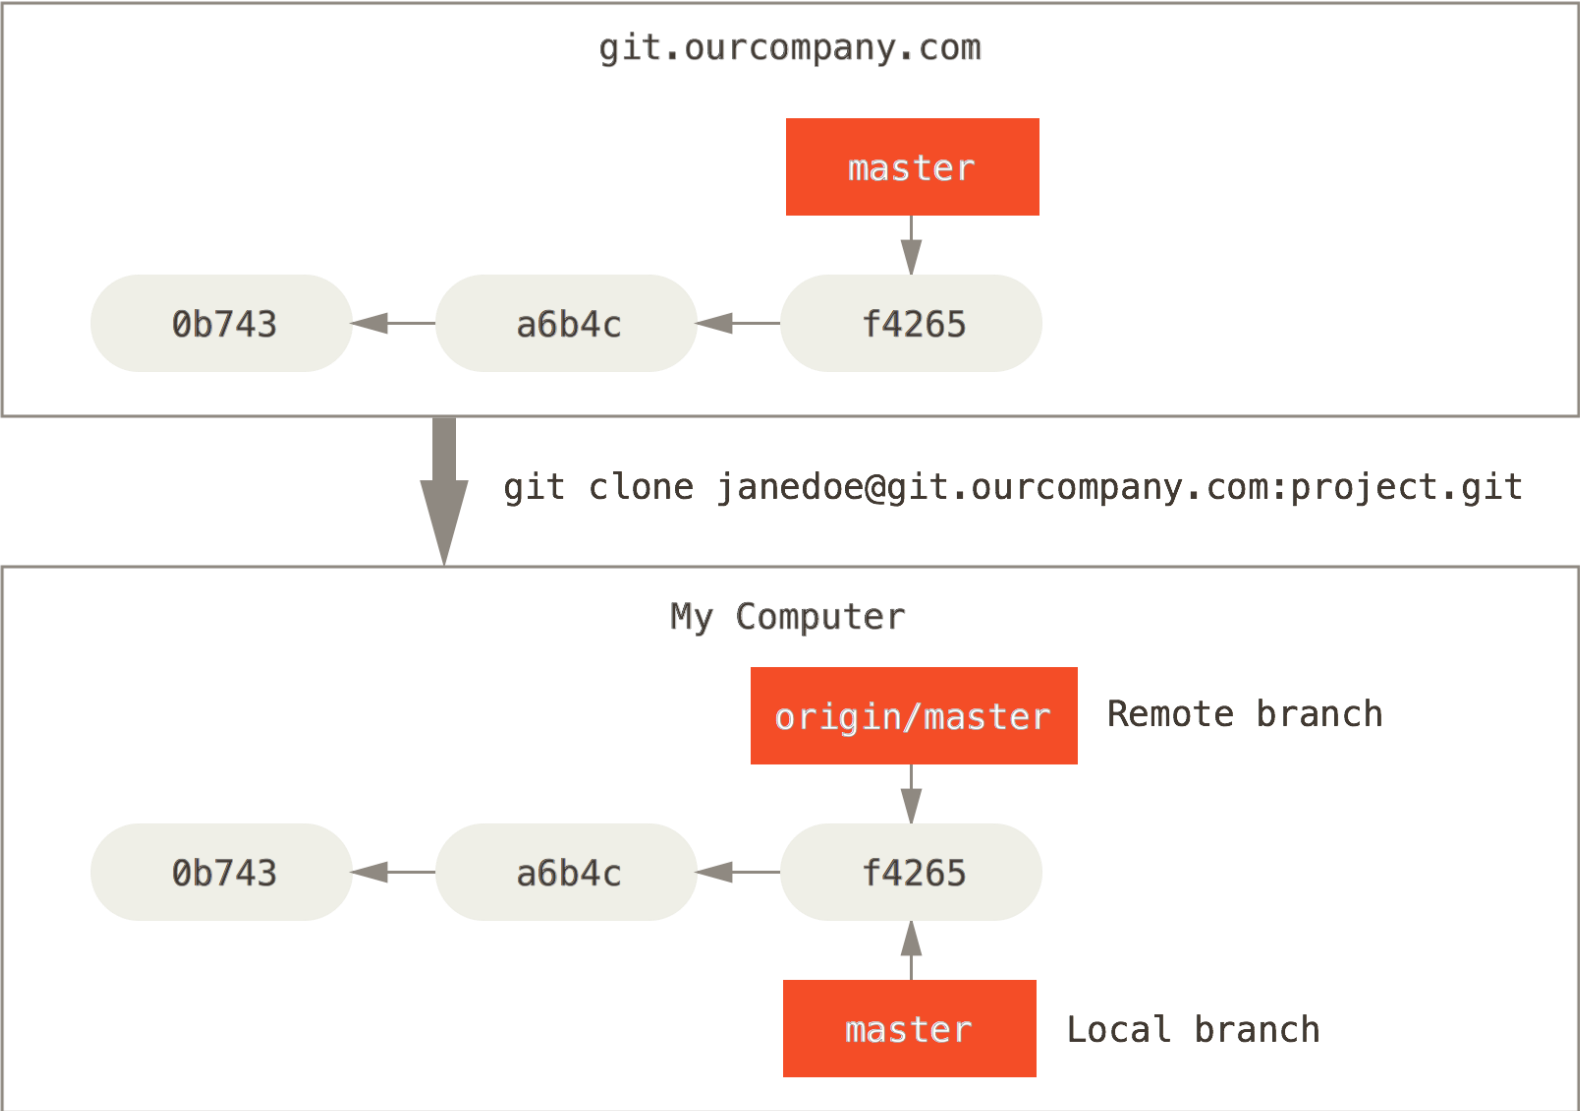 git.ourcompany.com
master
0b743 a6b4c f4265
git clone janedoe@git.ourcompany.com:project.git
My Computer
origin/master Remote branch
0b743 a6b4c f4265
master Local branch